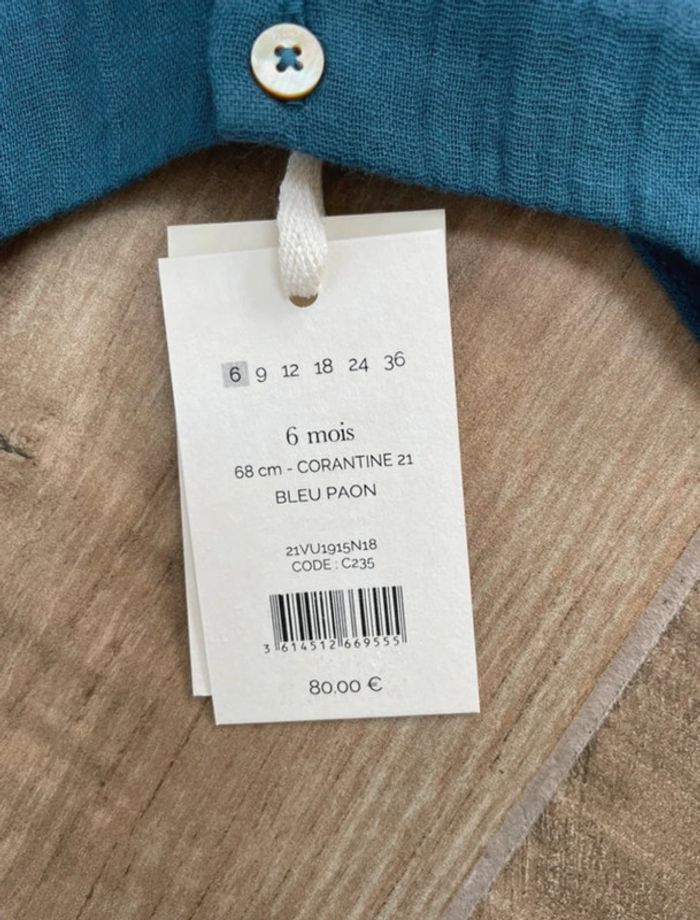 6 9 12 18 24 36
6 mois
68 cm - CORANTINE 21
BLEU PAON
21VU1915N18
CODE : C235
3 614512 669555
80.00 €